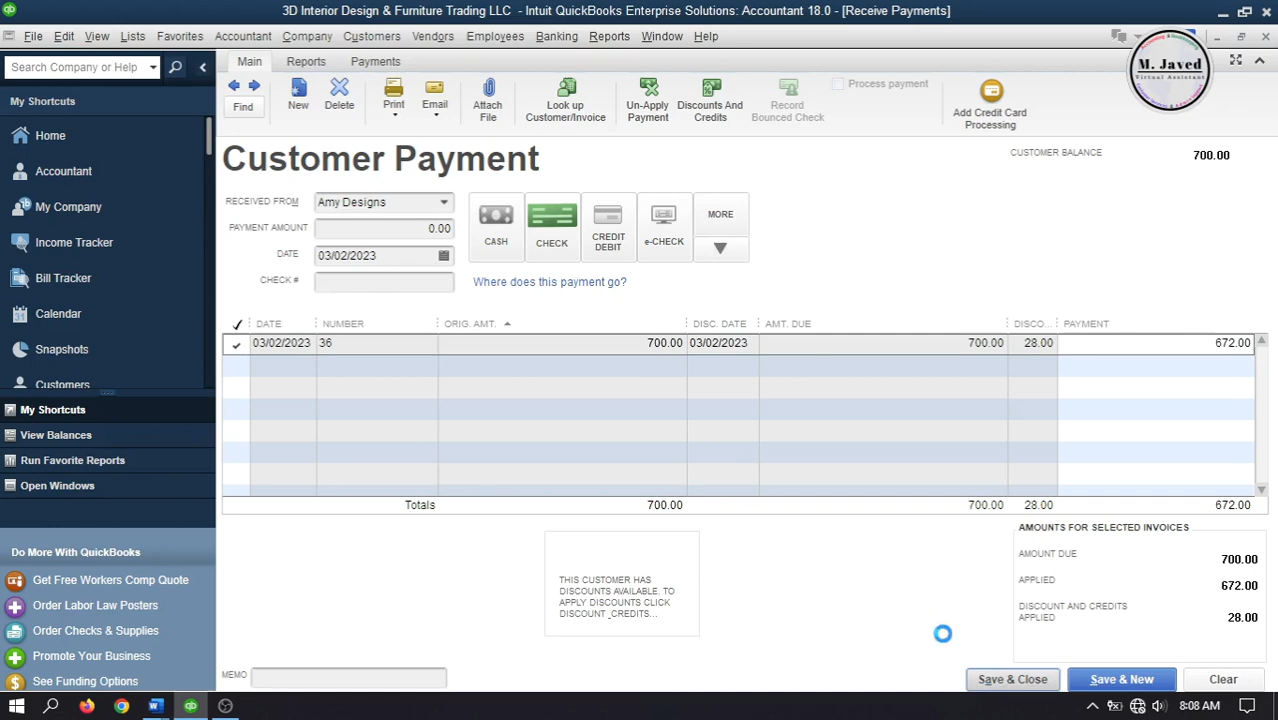 3D Interior Design & Furniture Trading LLC - Intuit QuickBooks Enterprise Solutions: Accountant 18.0 - [Receive Payments]
File Edit View Lists Favorites Accountant Company Customers Vendors Employees Banking Reports Window Help
Search Company or Help
My Shortcuts
Home
Accountant
My Company
Income Tracker
Bill Tracker
Calendar
Snapshots
Customers
My Shortcuts
View Balances
Run Favorite Reports
Open Windows
Do More With QuickBooks
Get Free Workers Comp Quote
Order Labor Law Posters
Order Checks & Supplies
Promote Your Business
See Funding Options
Main Reports Payments
Find
New
Delete
Print
Email
Attach
File
Look up
Customer/Invoice
Un-Apply
Payment
Discounts And
Credits
Record
Bounced Check
Process payment
Add Credit Card
Processing
M. Javed
Virtual Assistant
Customer Payment
CUSTOMER BALANCE 700.00
RECEIVED FROM Amy Designs
PAYMENT AMOUNT 0.00
DATE 03/02/2023
CHECK #
CASH
CHECK
CREDIT
DEBIT
e-CHECK
MORE
Where does this payment go?
DATE NUMBER ORIG. AMT. DISC. DATE AMT. DUE DISCO... PAYMENT
03/02/2023 36 700.00 03/02/2023 700.00 28.00 672.00
Totals 700.00 700.00 28.00 672.00
THIS CUSTOMER HAS
DISCOUNTS AVAILABLE. TO
APPLY DISCOUNTS CLICK
DISCOUNT _CREDITS...
AMOUNTS FOR SELECTED INVOICES
AMOUNT DUE 700.00
APPLIED 672.00
DISCOUNT AND CREDITS
APPLIED 28.00
MEMO
Save & Close Save & New Clear
8:08 AM